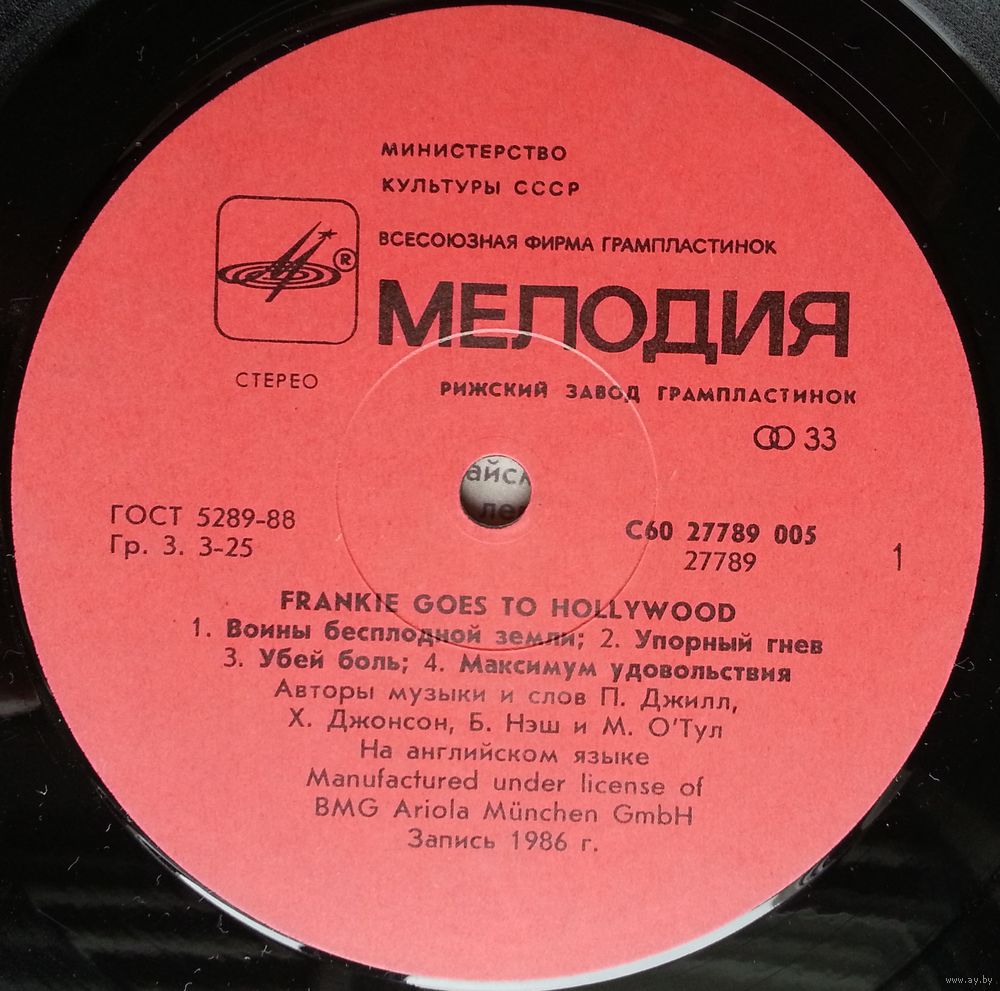 МИНИСТЕРСТВО
КУЛЬТУРЫ СССР
ВСЕСОЮЗНАЯ ФИРМА ГРАМПЛАСТИНОК
®
МЕЛОДИЯ
СТЕРЕО
РИЖСКИЙ ЗАВОД ГРАМПЛАСТИНОК
33
ГОСТ 5289-88
Гр. 3. 3-25
С60 27789 005
27789
1
FRANKIE GOES TO HOLLYWOOD
1. Воины бесплодной земли; 2. Упорный гнев
3. Убей боль; 4. Максимум удовольствия
Авторы музыки и слов П. Джилл,
Х. Джонсон, Б. Нэш и М. О'Тул
На английском языке
Manufactured under license of
BMG Ariola München GmbH
Запись 1986 г.
www.ay.by